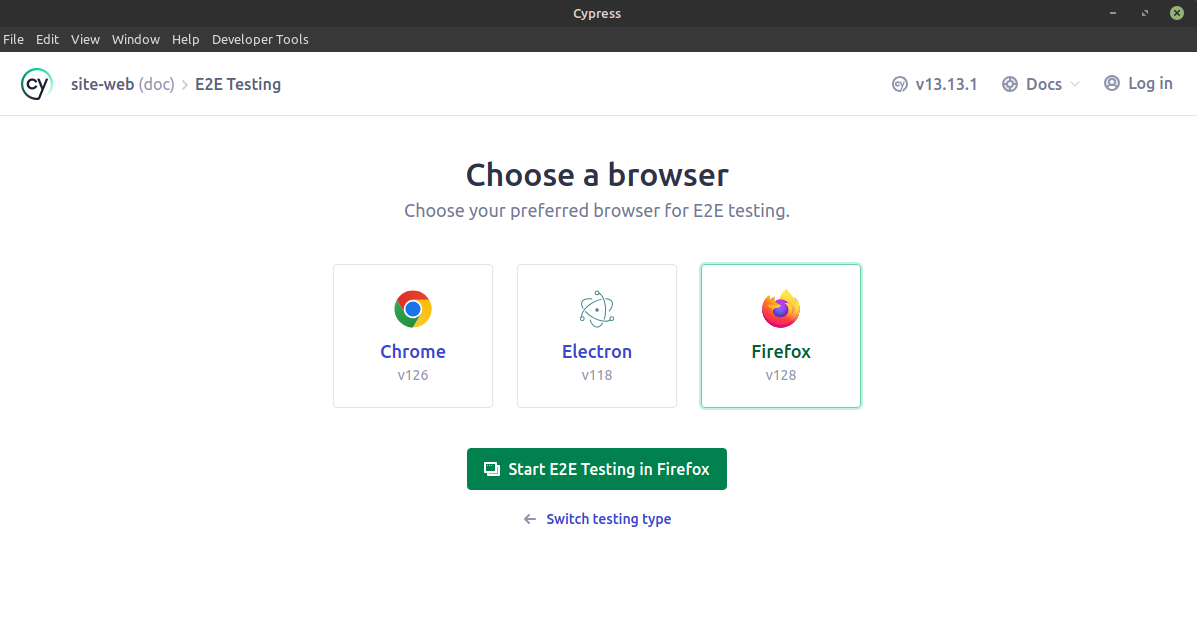 Cypress
File Edit View Window Help Developer Tools
cy site-web (doc) > E2E Testing cy v13.13.1 Docs Log in
Choose a browser
Choose your preferred browser for E2E testing.
Chrome Electron Firefox
v126 v118 v128
Start E2E Testing in Firefox
← Switch testing type